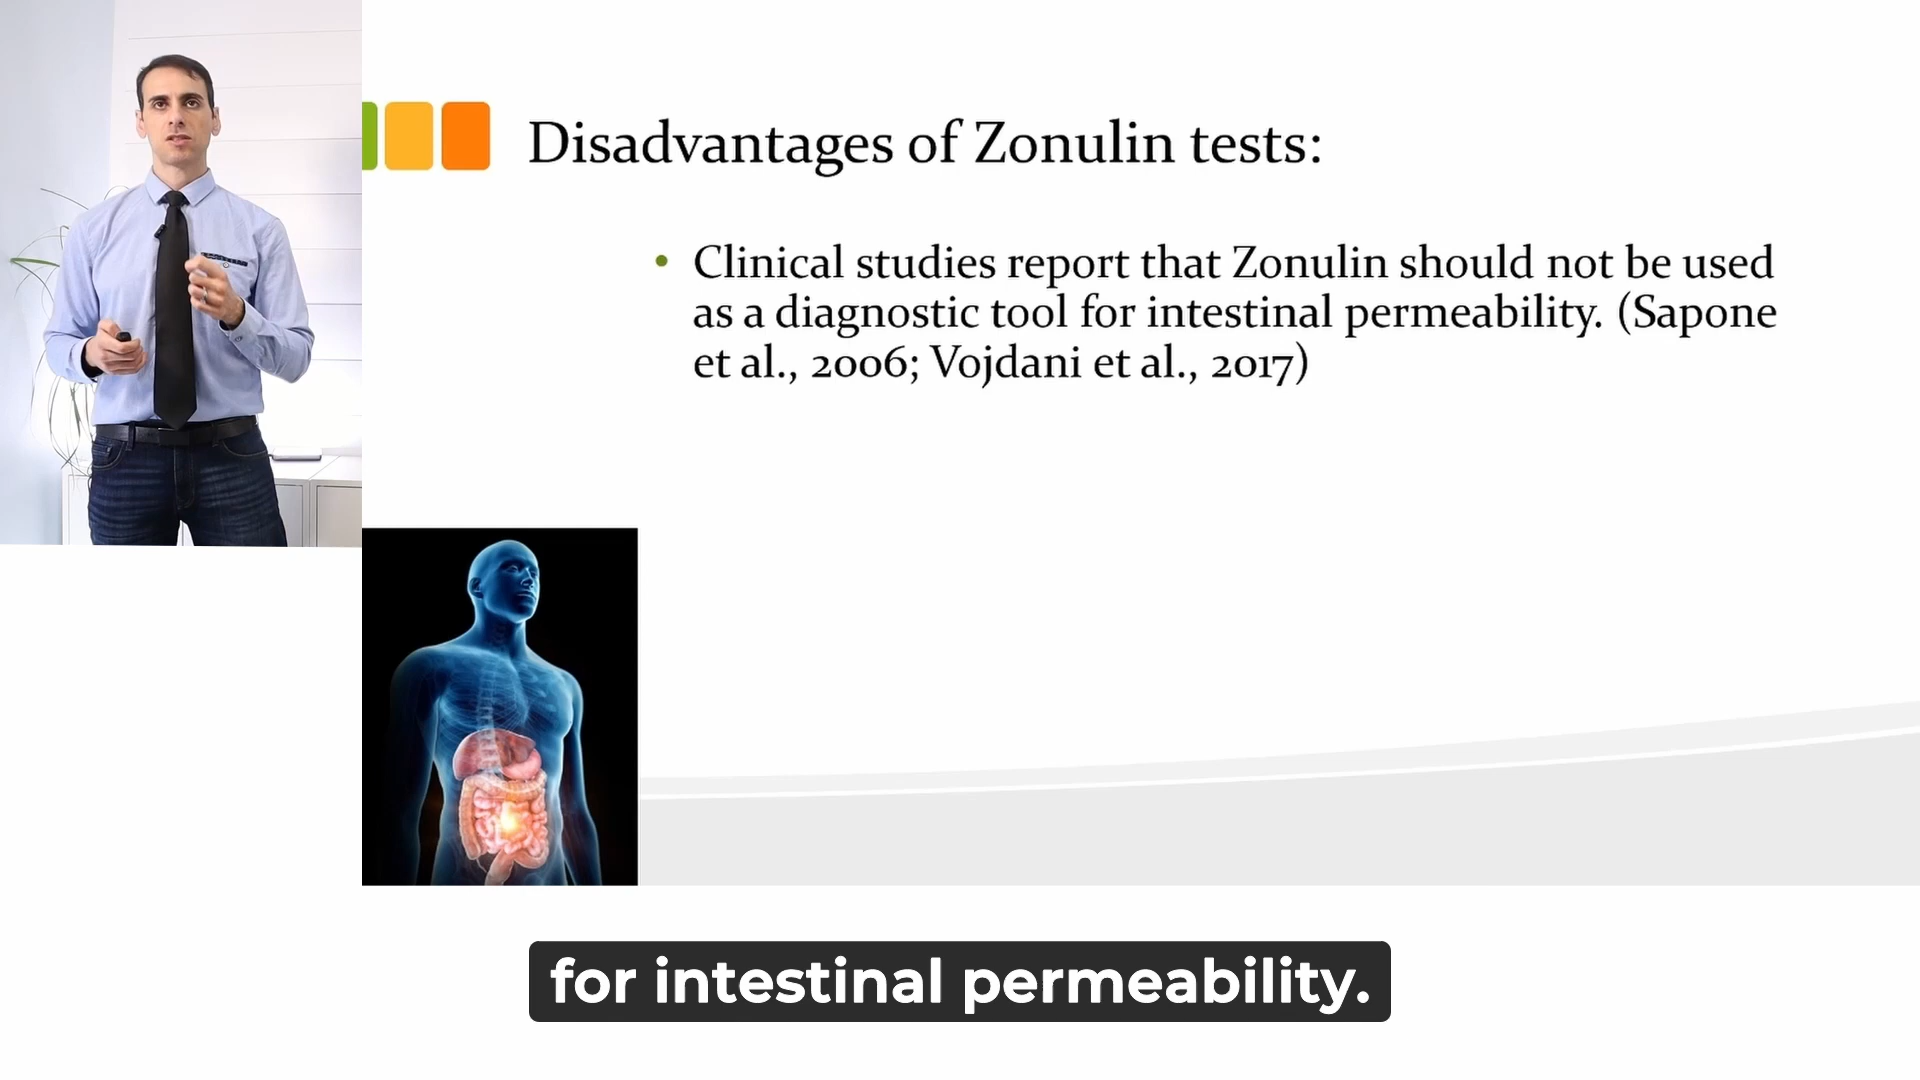 Disadvantages of Zonulin tests:
• Clinical studies report that Zonulin should not be used
as a diagnostic tool for intestinal permeability. (Sapone
et al., 2006; Vojdani et al., 2017)
for intestinal permeability.